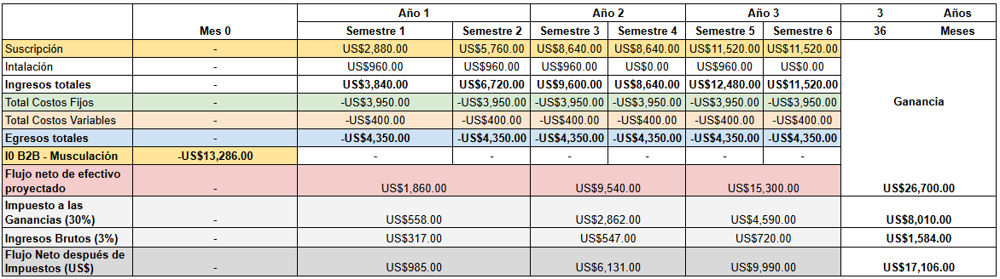 Año 1 Año 2 Año 3 3 Años
Mes 0 Semestre 1 Semestre 2 Semestre 3 Semestre 4 Semestre 5 Semestre 6 36 Meses
Suscripción - US$2,880.00 US$5,760.00 US$8,640.00 US$8,640.00 US$11,520.00 US$11,520.00
Intalación - US$960.00 US$960.00 US$960.00 US$0.00 US$960.00 US$0.00
Ingresos totales - US$3,840.00 US$6,720.00 US$9,600.00 US$8,640.00 US$12,480.00 US$11,520.00
Total Costos Fijos - -US$3,950.00 -US$3,950.00 -US$3,950.00 -US$3,950.00 -US$3,950.00 -US$3,950.00 Ganancia
Total Costos Variables - -US$400.00 -US$400.00 -US$400.00 -US$400.00 -US$400.00 -US$400.00
Egresos totales - -US$4,350.00 -US$4,350.00 -US$4,350.00 -US$4,350.00 -US$4,350.00 -US$4,350.00
I0 B2B - Musculación -US$13,286.00 - - - - - -
Flujo neto de efectivo
proyectado - US$1,860.00 US$9,540.00 US$15,300.00 US$26,700.00
Impuesto a las
Ganancias (30%) - US$558.00 US$2,862.00 US$4,590.00 US$8,010.00
Ingresos Brutos (3%) - US$317.00 US$547.00 US$720.00 US$1,584.00
Flujo Neto después de
Impuestos (US$) - US$985.00 US$6,131.00 US$9,990.00 US$17,106.00